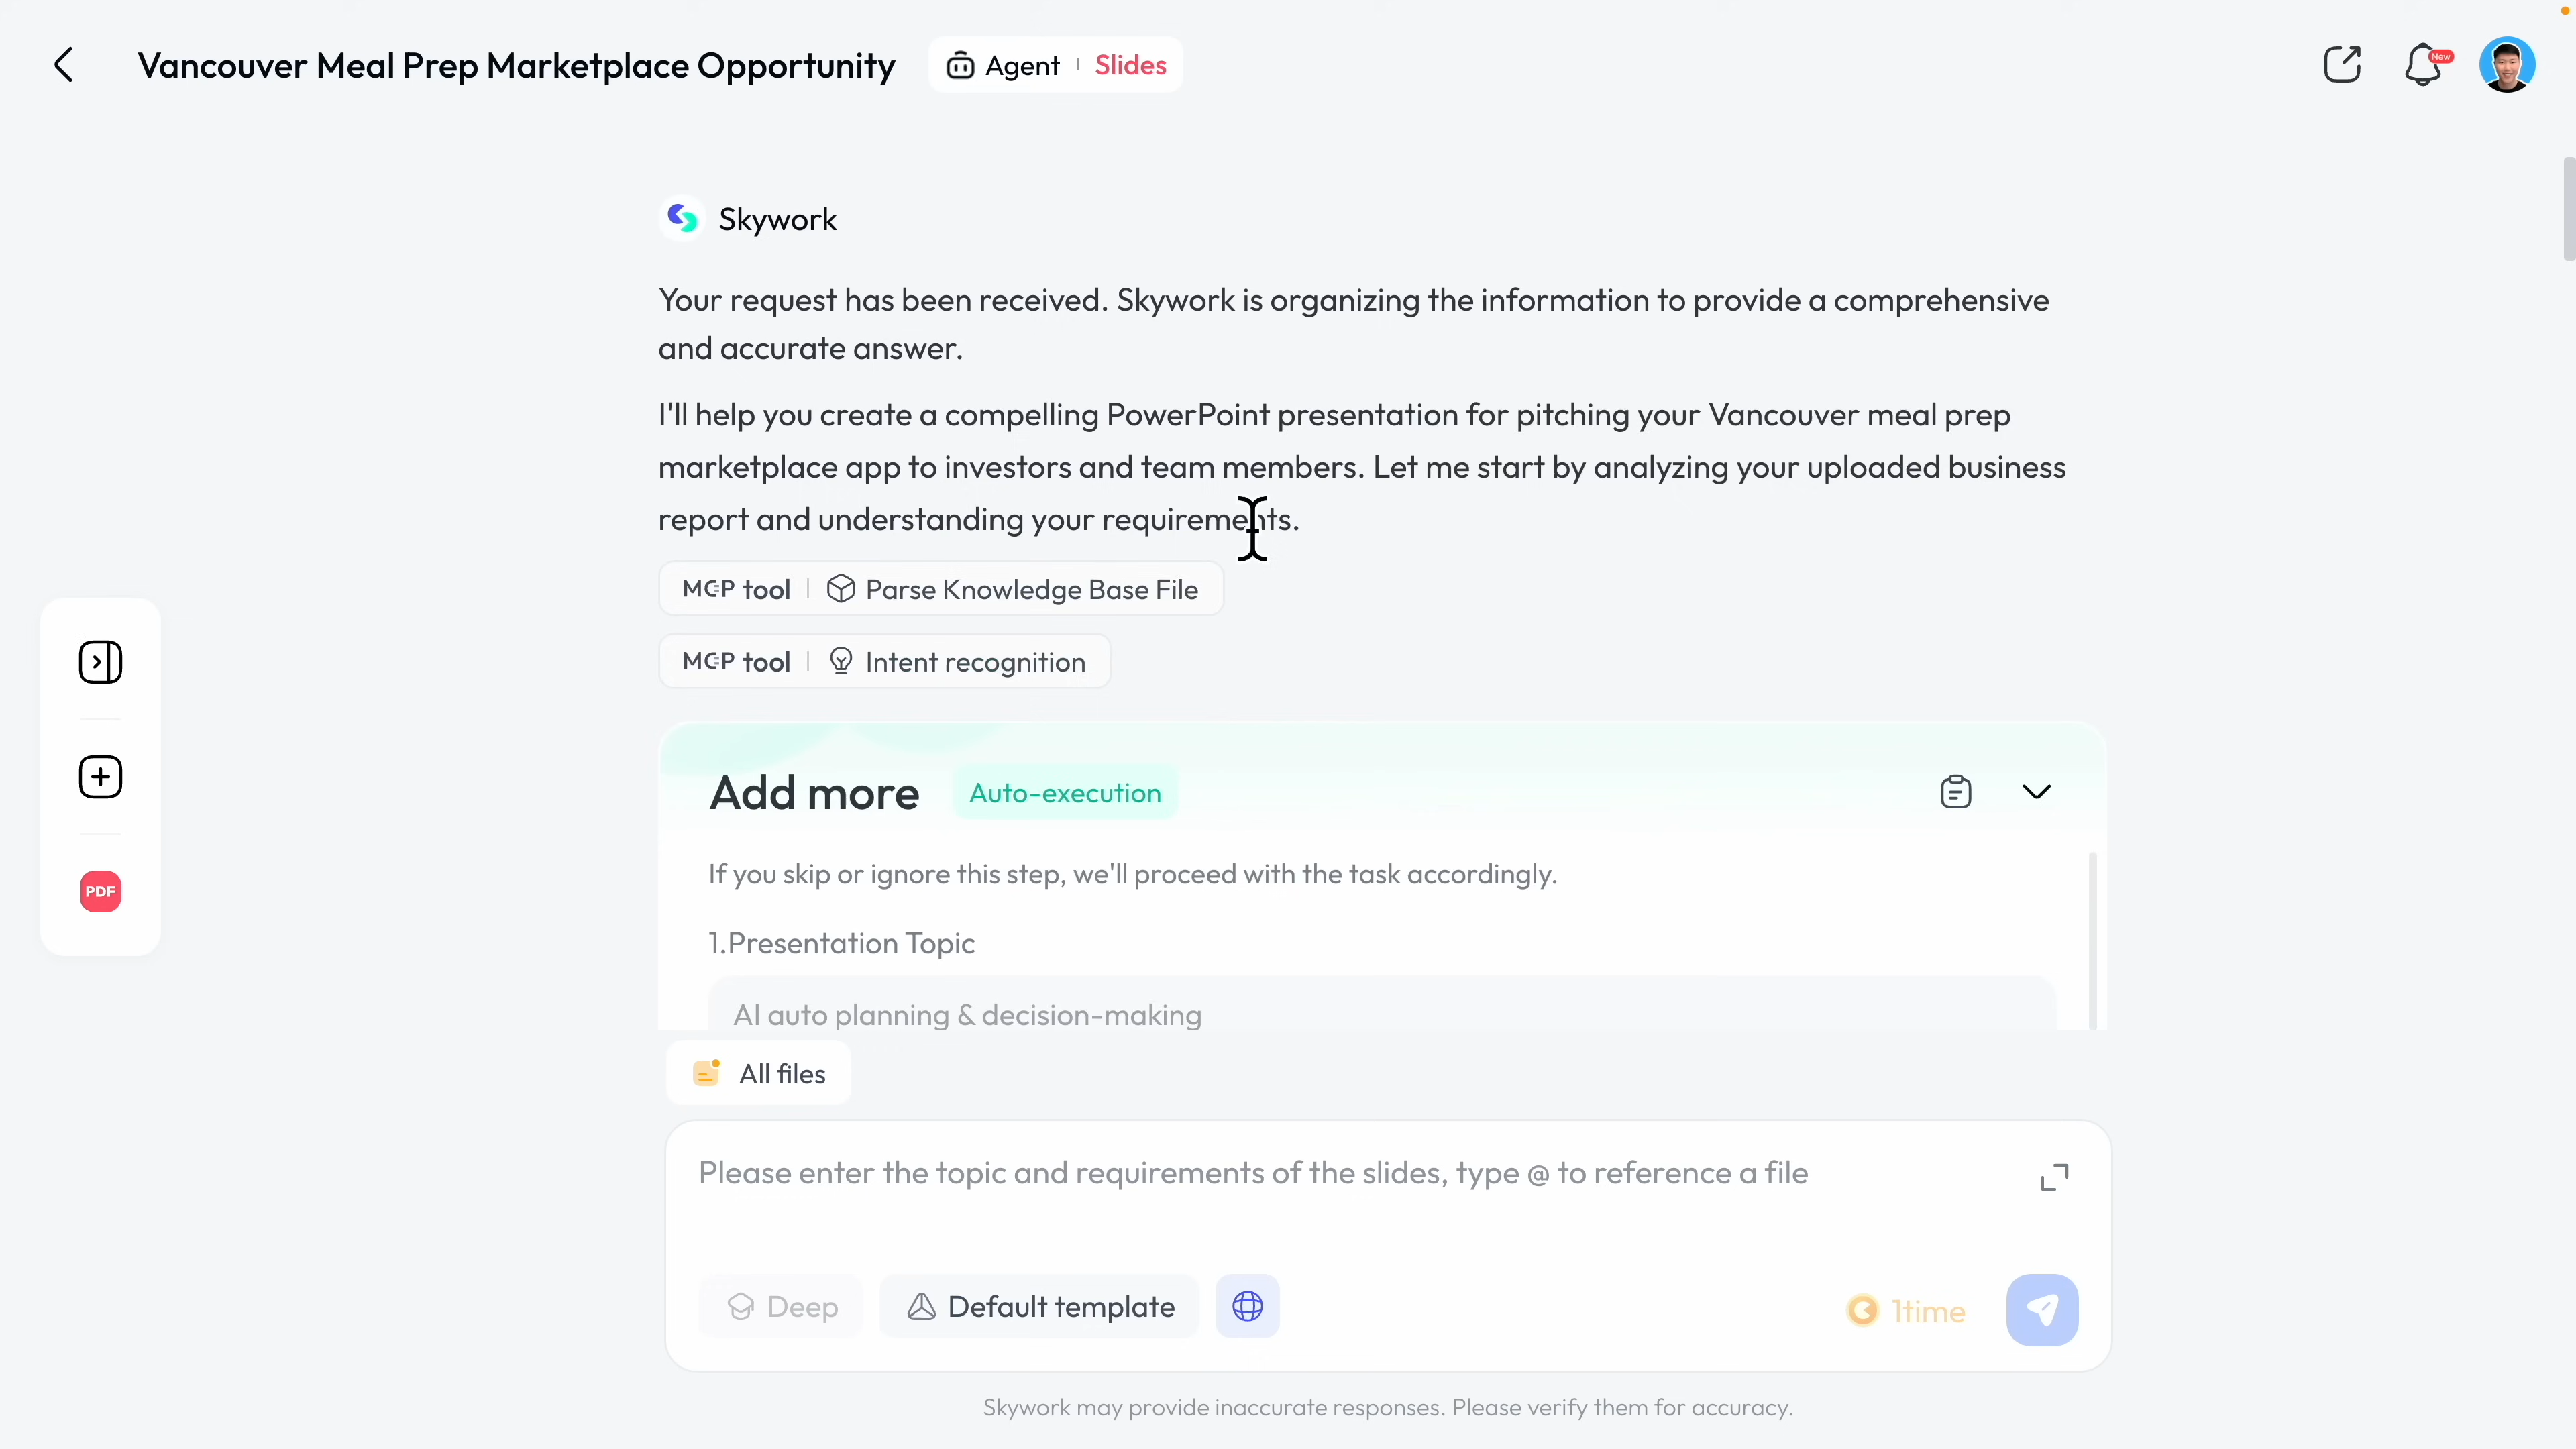 Vancouver Meal Prep Marketplace Opportunity
Agent
Slides
New
Skywork
Your request has been received. Skywork is organizing the information to provide a comprehensive
and accurate answer.
I'll help you create a compelling PowerPoint presentation for pitching your Vancouver meal prep
marketplace app to investors and team members. Let me start by analyzing your uploaded business
report and understanding your requirements.
MCP tool
Parse Knowledge Base File
MCP tool
Intent recognition
PDF
Add more
Auto-execution
If you skip or ignore this step, we'll proceed with the task accordingly.
1.Presentation Topic
AI auto planning & decision-making
All files
Please enter the topic and requirements of the slides, type @ to reference a file
Deep
Default template
1time
Skywork may provide inaccurate responses. Please verify them for accuracy.